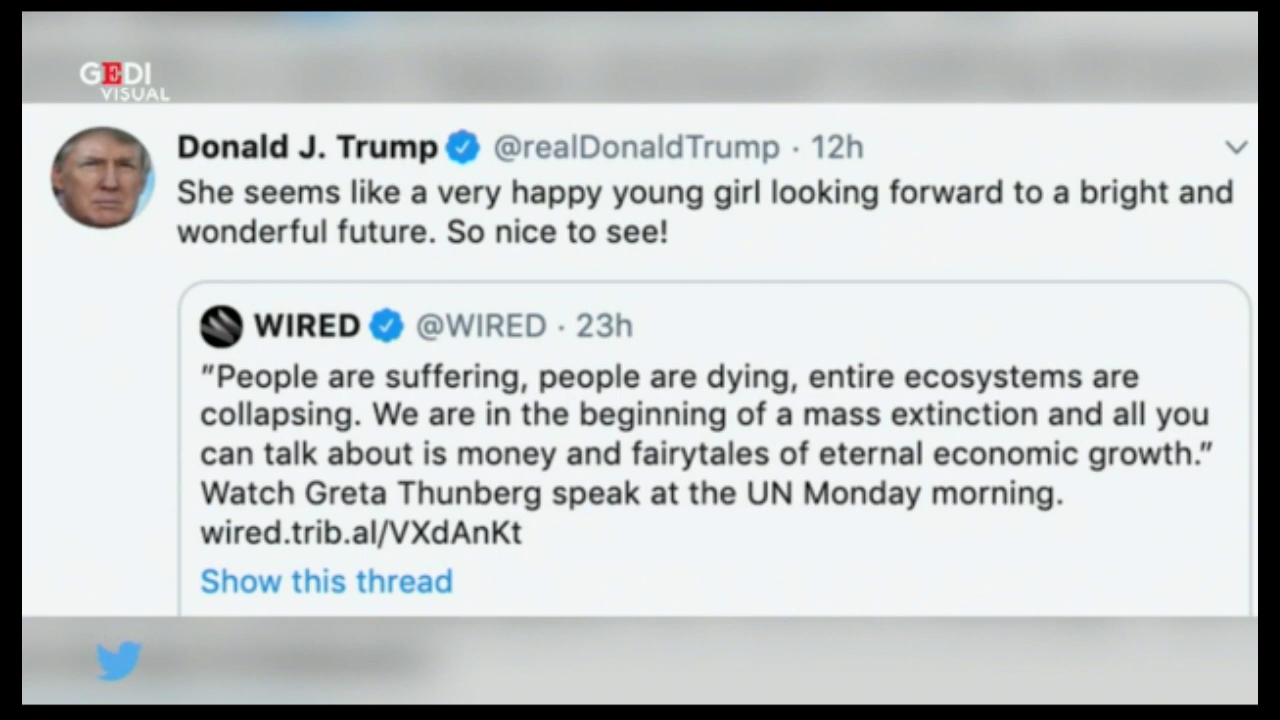 GEDI
VISUAL
Donald J. Trump @realDonaldTrump · 12h
She seems like a very happy young girl looking forward to a bright and
wonderful future. So nice to see!
WIRED @WIRED · 23h
"People are suffering, people are dying, entire ecosystems are
collapsing. We are in the beginning of a mass extinction and all you
can talk about is money and fairytales of eternal economic growth."
Watch Greta Thunberg speak at the UN Monday morning.
wired.trib.al/VXdAnKt
Show this thread